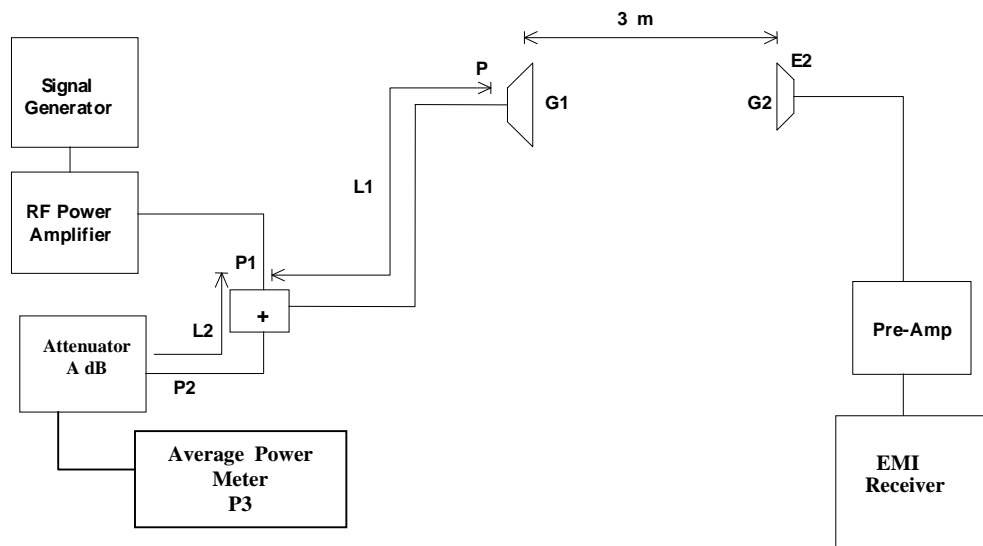 3 m
P
E2
Signal
Generator
G1
G2
L1
RF Power
Amplifier
P1
+
L2
Attenuator
A dB
P2
Pre-Amp
Average Power
Meter
P3
EMI
Receiver